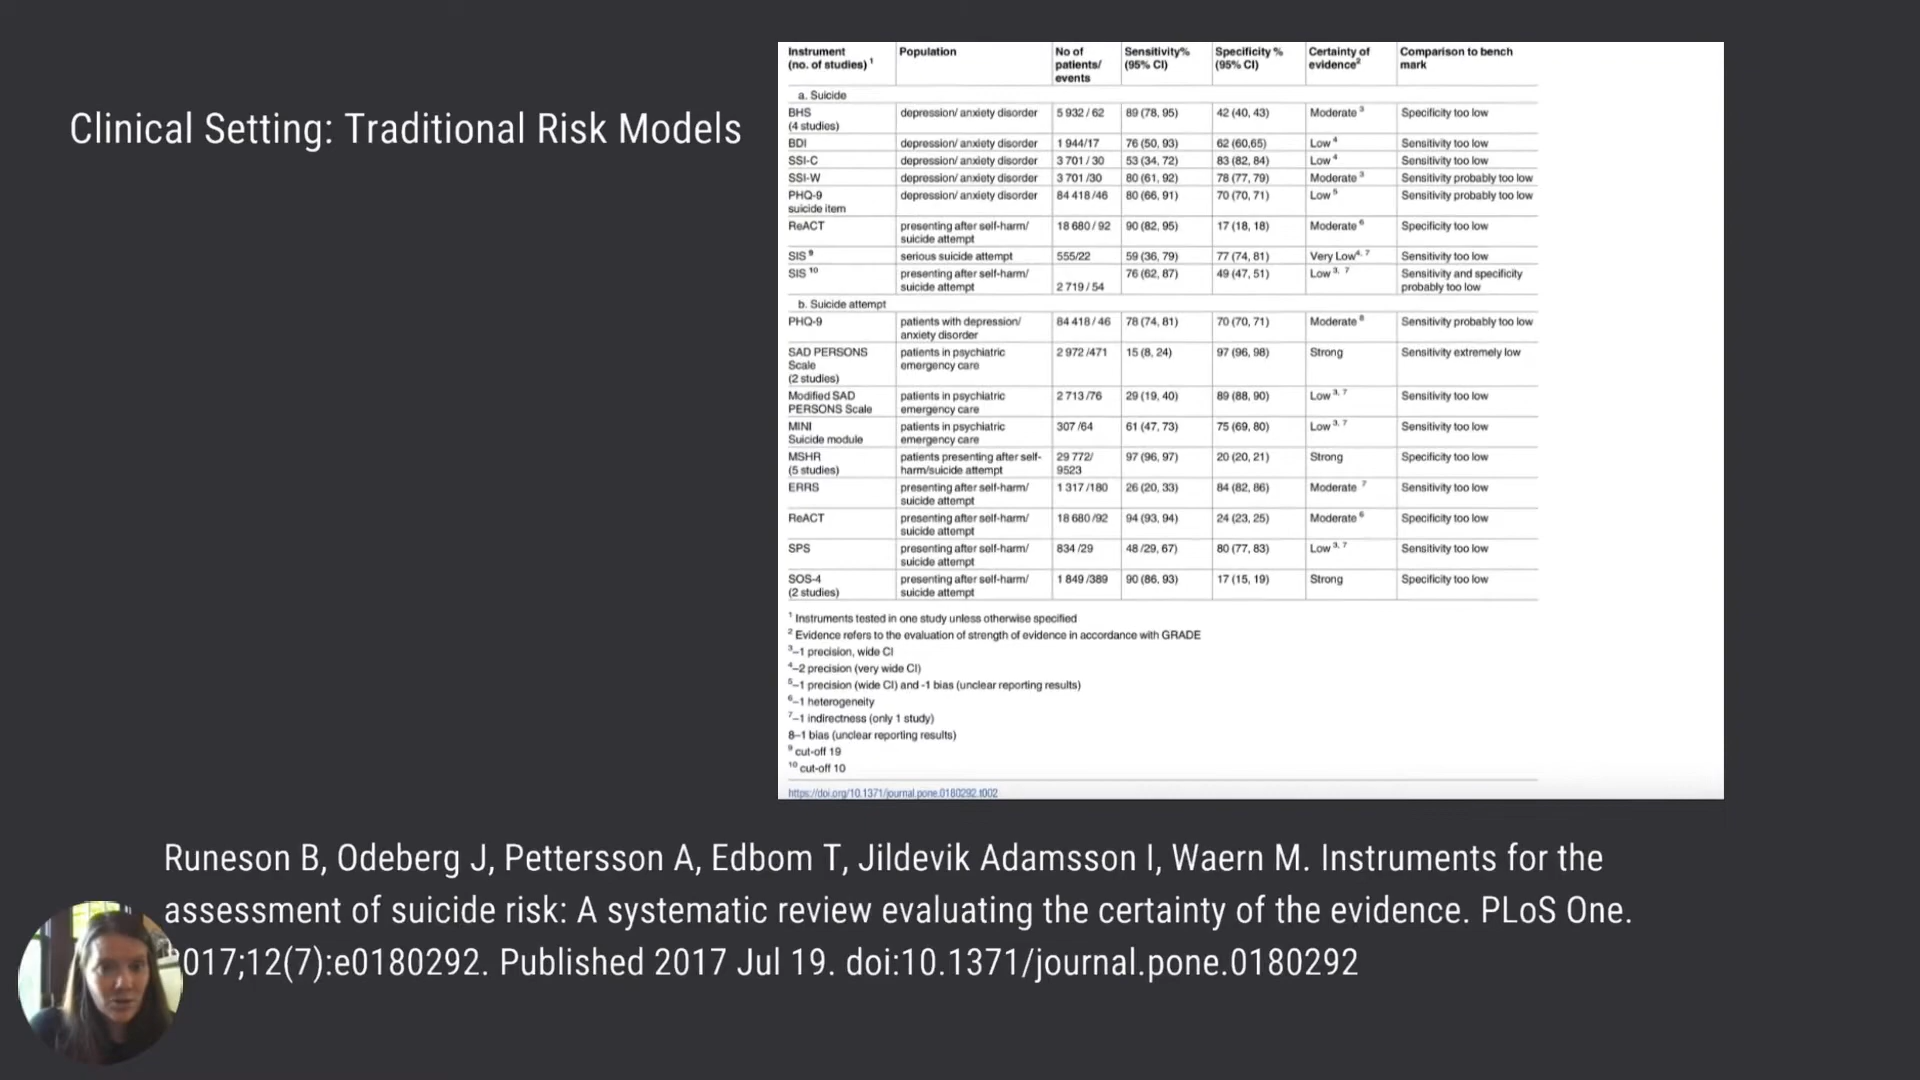 Clinical Setting: Traditional Risk Models
Instrument (no. of studies) 1 Population No of patients/ events Sensitivity% (95% CI) Specificity % (95% CI) Certainty of evidence2 Comparison to bench mark
a. Suicide
BHS (4 studies) depression/ anxiety disorder 5 932 / 62 89 (78, 95) 42 (40, 43) Moderate 3 Specificity too low
BDI depression/ anxiety disorder 1 944/17 76 (50, 93) 62 (60,65) Low 4 Sensitivity too low
SSI-C depression/ anxiety disorder 3 701 / 30 53 (34, 72) 83 (82, 84) Low 4 Sensitivity too low
SSI-W depression/ anxiety disorder 3 701 /30 80 (61, 92) 78 (77, 79) Moderate 3 Sensitivity probably too low
PHQ-9 suicide item depression/ anxiety disorder 84 418 /46 80 (66, 91) 70 (70, 71) Low 5 Sensitivity probably too low
ReACT presenting after self-harm/ suicide attempt 18 680 / 92 90 (82, 95) 17 (18, 18) Moderate 6 Specificity too low
SIS 9 serious suicide attempt 555/22 59 (36, 79) 77 (74, 81) Very Low4, 7 Sensitivity too low
SIS 10 presenting after self-harm/ suicide attempt 2 719 / 54 76 (62, 87) 49 (47, 51) Low 3, 7 Sensitivity and specificity probably too low
b. Suicide attempt
PHQ-9 patients with depression/ anxiety disorder 84 418 / 46 78 (74, 81) 70 (70, 71) Moderate 8 Sensitivity probably too low
SAD PERSONS Scale (2 studies) patients in psychiatric emergency care 2 972 /471 15 (8, 24) 97 (96, 98) Strong Sensitivity extremely low
Modified SAD PERSONS Scale patients in psychiatric emergency care 2 713 /76 29 (19, 40) 89 (88, 90) Low 3, 7 Sensitivity too low
MINI Suicide module patients in psychiatric emergency care 307 /64 61 (47, 73) 75 (69, 80) Low 3, 7 Sensitivity too low
MSHR (5 studies) patients presenting after self-harm/suicide attempt 29 772/ 9523 97 (96, 97) 20 (20, 21) Strong Specificity too low
ERRS presenting after self-harm/ suicide attempt 1 317 /180 26 (20, 33) 84 (82, 86) Moderate 7 Sensitivity too low
ReACT presenting after self-harm/ suicide attempt 18 680 /92 94 (93, 94) 24 (23, 25) Moderate 6 Specificity too low
SPS presenting after self-harm/ suicide attempt 834 /29 48 /29, 67) 80 (77, 83) Low 3, 7 Sensitivity too low
SOS-4 (2 studies) presenting after self-harm/ suicide attempt 1 849 /389 90 (86, 93) 17 (15, 19) Strong Specificity too low
1 Instruments tested in one study unless otherwise specified
2 Evidence refers to the evaluation of strength of evidence in accordance with GRADE
3–1 precision, wide CI
4–2 precision (very wide CI)
5–1 precision (wide CI) and -1 bias (unclear reporting results)
6–1 heterogeneity
7–1 indirectness (only 1 study)
8–1 bias (unclear reporting results)
9 cut-off 19
10 cut-off 10
https://doi.org/10.1371/journal.pone.0180292.t002
Runeson B, Odeberg J, Pettersson A, Edbom T, Jildevik Adamsson I, Waern M. Instruments for the
assessment of suicide risk: A systematic review evaluating the certainty of the evidence. PLoS One.
2017;12(7):e0180292. Published 2017 Jul 19. doi:10.1371/journal.pone.0180292